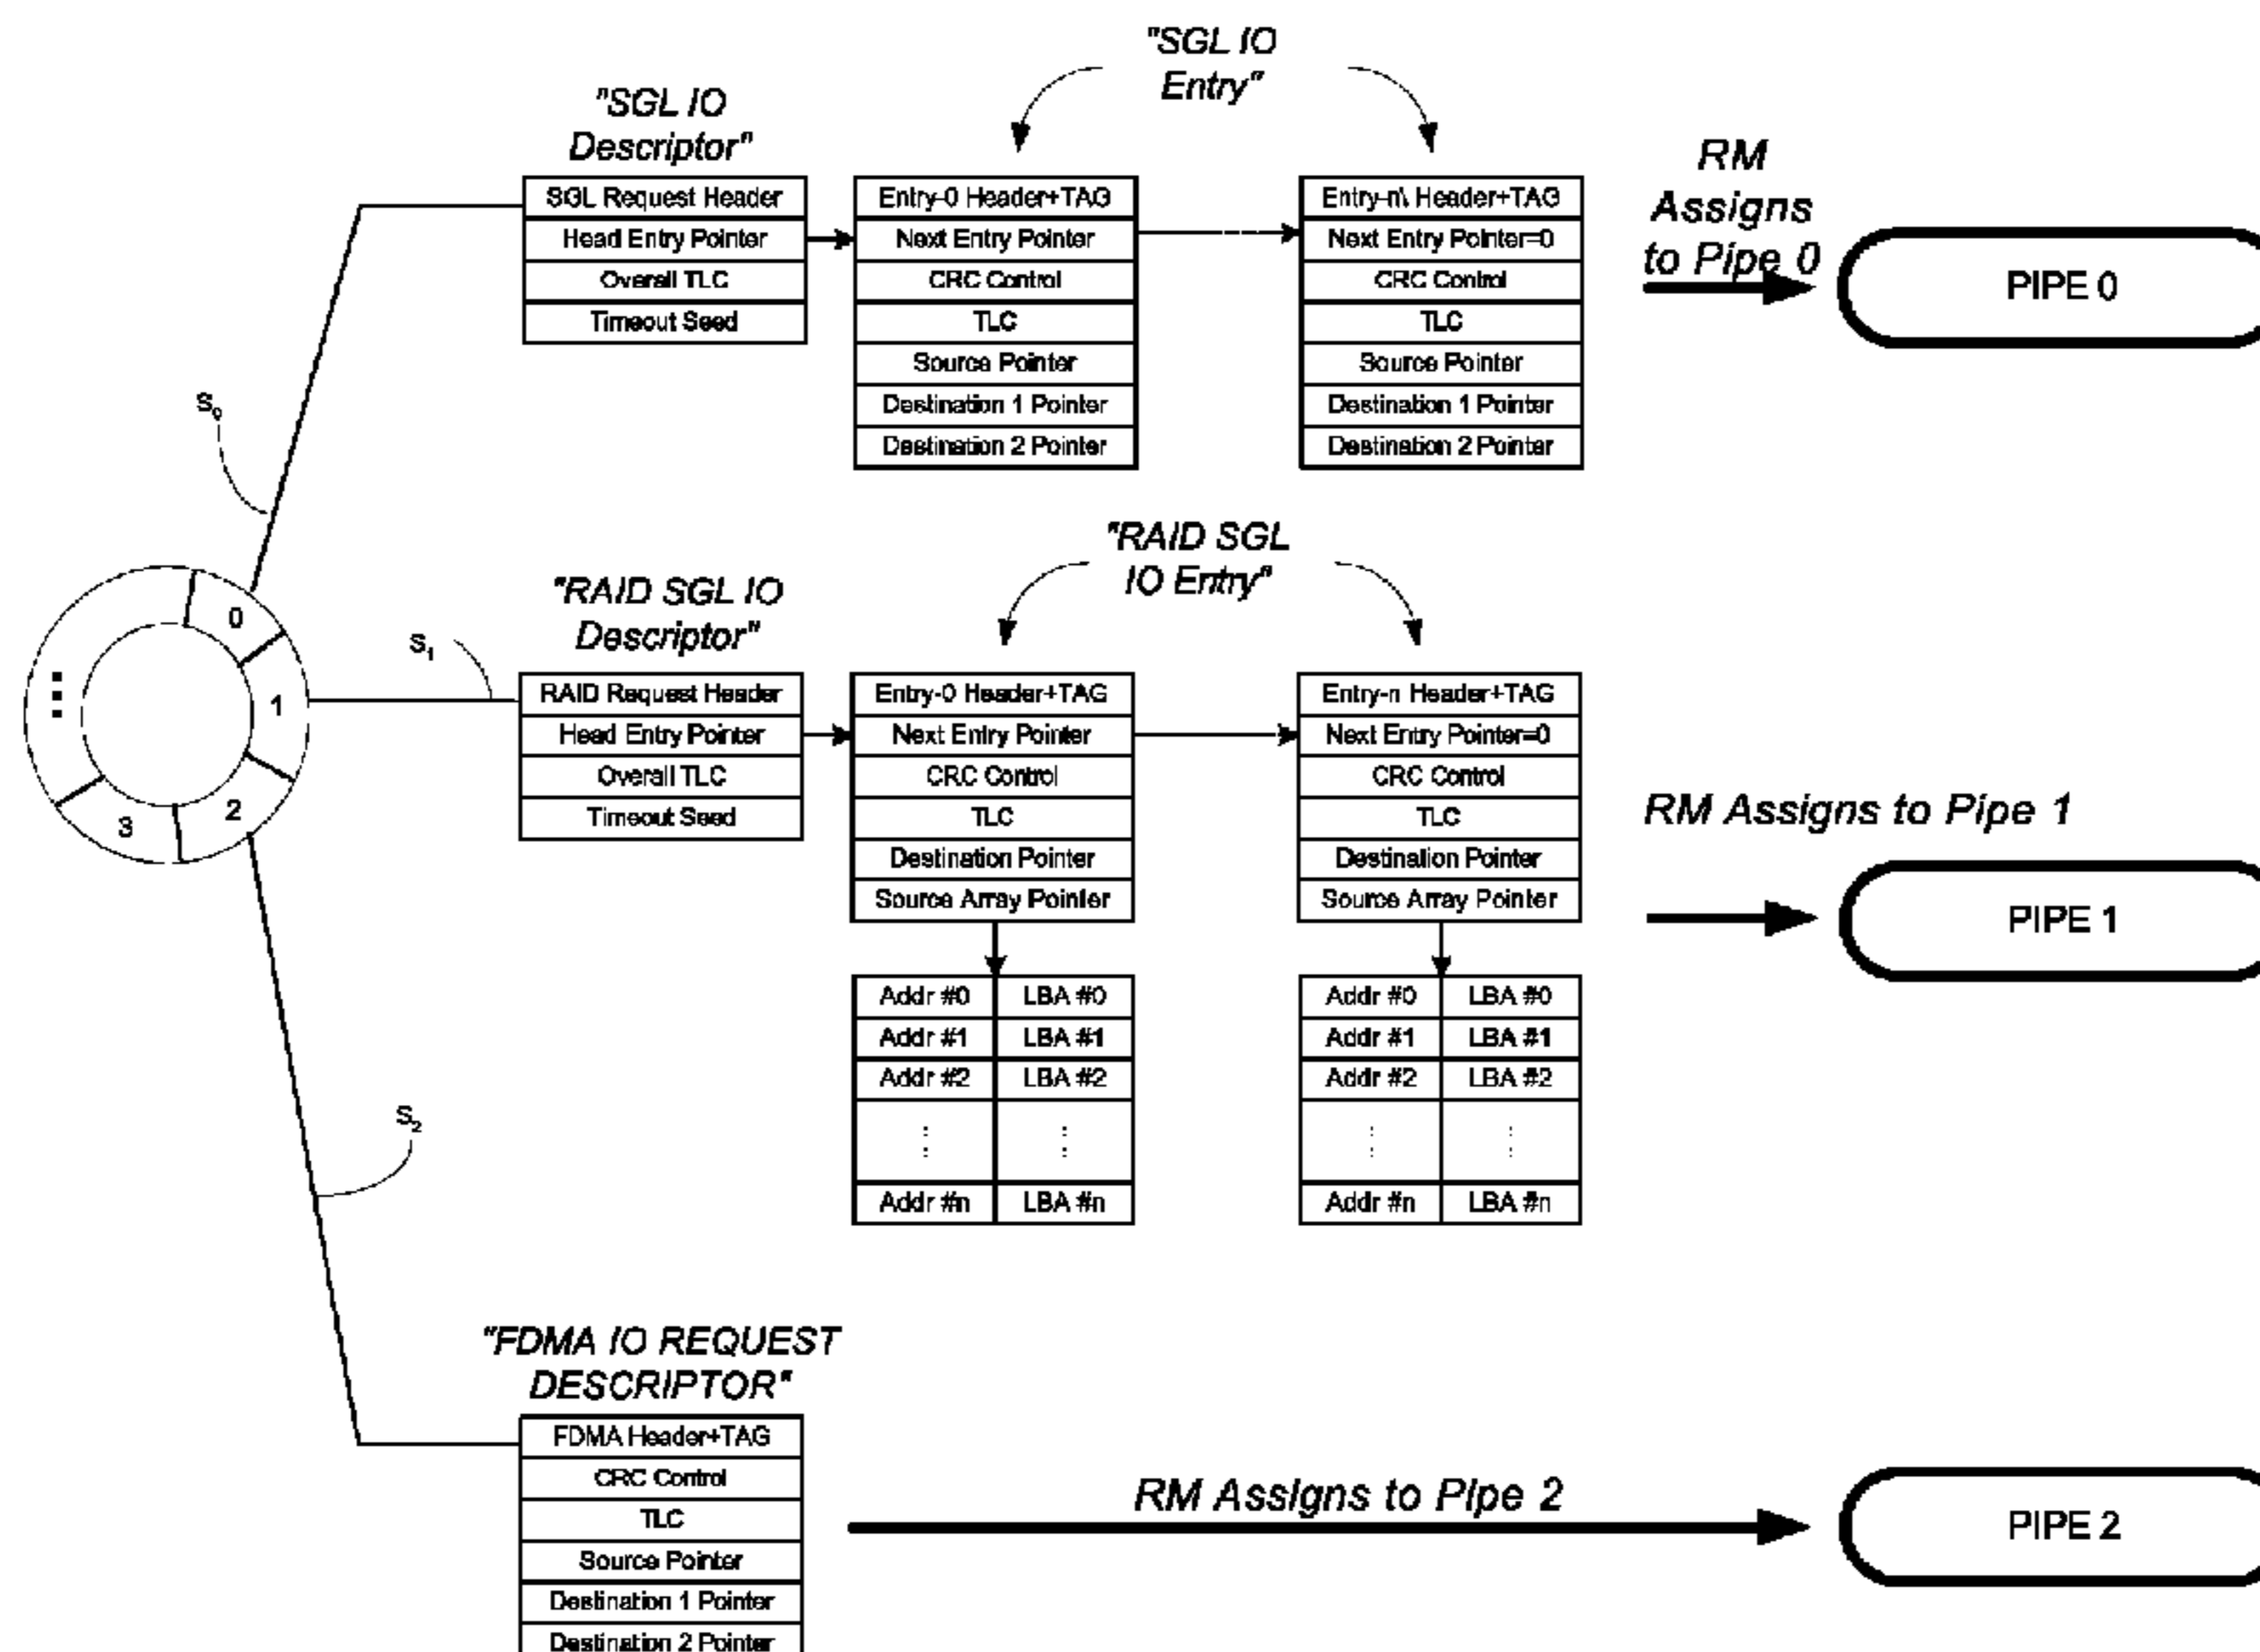 "SGL IO
Entry"
"SGL IO
Descriptor"
SGL Request Header
Head Entry Pointer
Overall TLC
Timeout Seed
Entry-0 Header+TAG
Next Entry Pointer
CRC Control
TLC
Source Pointer
Destination 1 Pointer
Destination 2 Pointer
Entry-n\ Header+TAG
Next Entry Pointer=0
CRC Control
TLC
Source Pointer
Destination 1 Pointer
Destination 2 Pointer
RM
Assigns
to Pipe 0
PIPE 0
S0
0
1
2
3
⋮
S1
"RAID SGL IO
Descriptor"
RAID Request Header
Head Entry Pointer
Overall TLC
Timeout Seed
"RAID SGL
IO Entry"
Entry-0 Header+TAG
Next Entry Pointer
CRC Control
TLC
Destination Pointer
Source Array Pointer
Addr #0 LBA #0
Addr #1 LBA #1
Addr #2 LBA #2
⋮ ⋮
Addr #n LBA #n
Entry-n Header+TAG
Next Entry Pointer=0
CRC Control
TLC
Destination Pointer
Source Array Pointer
Addr #0 LBA #0
Addr #1 LBA #1
Addr #2 LBA #2
⋮ ⋮
Addr #n LBA #n
RM Assigns to Pipe 1
PIPE 1
S2
"FDMA IO REQUEST
DESCRIPTOR"
FDMA Header+TAG
CRC Control
TLC
Source Pointer
Destination 1 Pointer
Destination 2 Pointer
RM Assigns to Pipe 2
PIPE 2